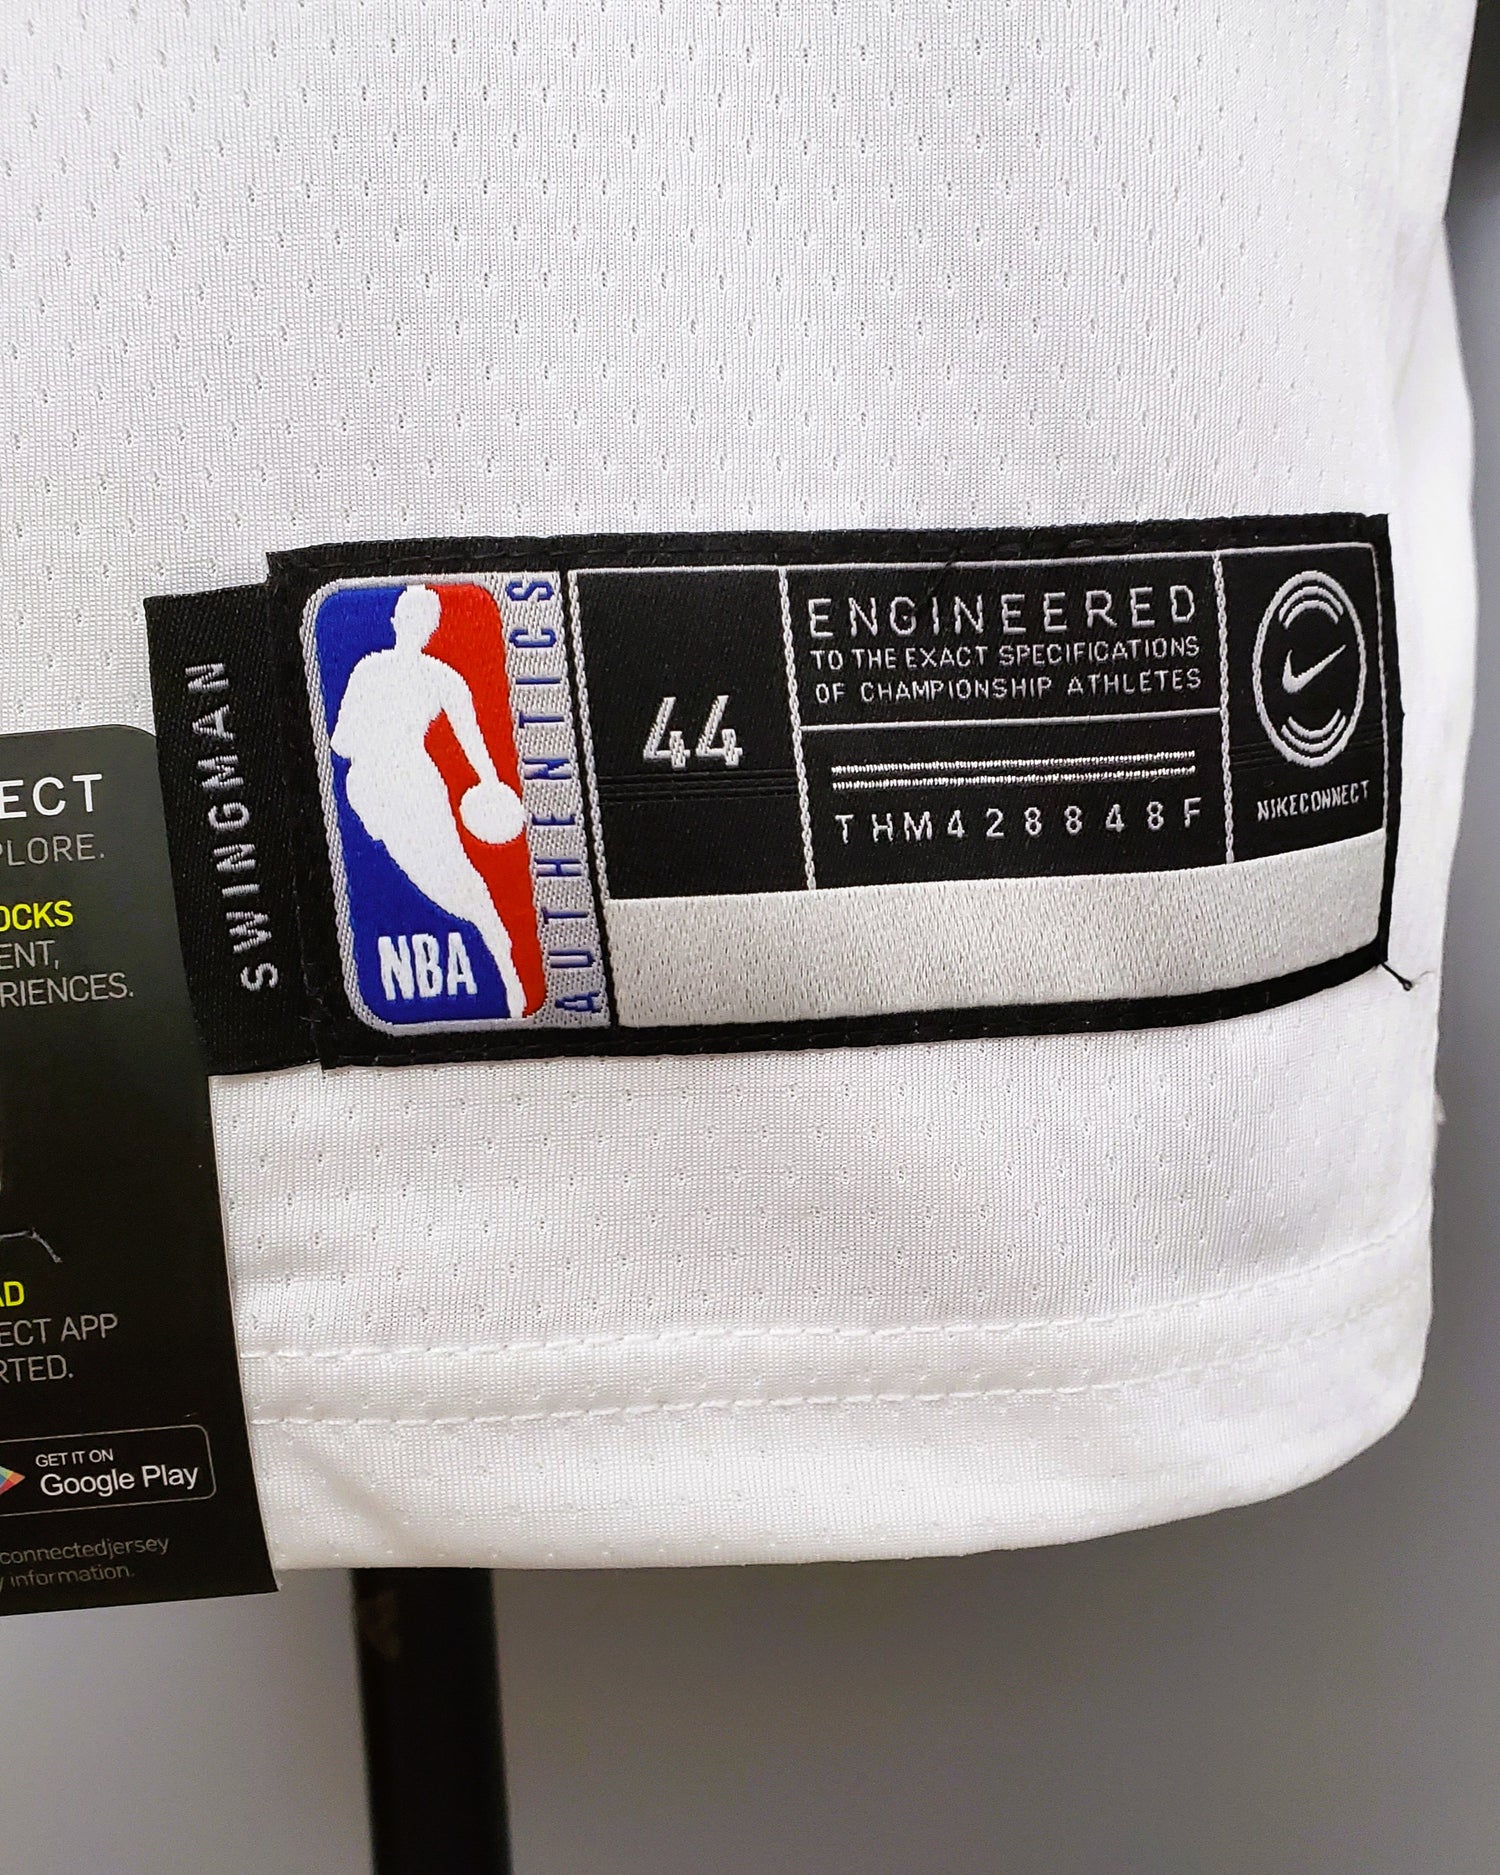 ECT
PLORE.
OCKS
ENT,
RIENCES.
AD
ECT APP
RTED.
GET IT ON
Google Play
connectedjersey
y information.
SWINGMAN
NBA
AUTHENTICS
44
ENGINEERED
TO THE EXACT SPECIFICATIONS
OF CHAMPIONSHIP ATHLETES
THM428848F
NIKECONNECT